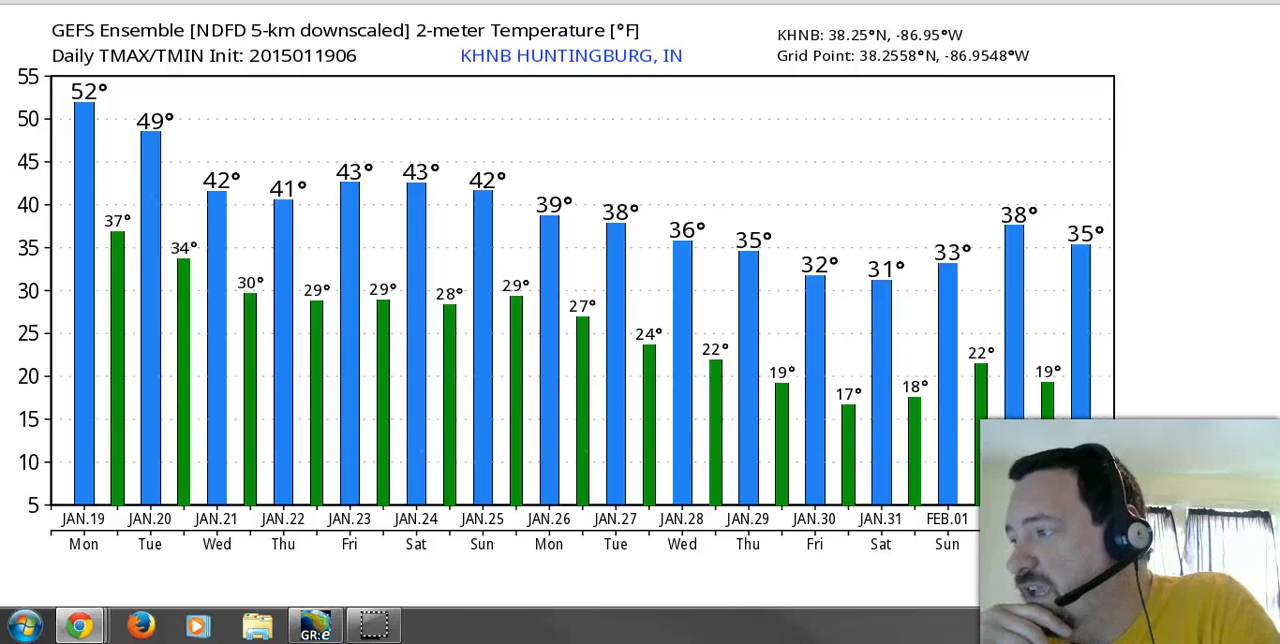 GEFS Ensemble [NDFD 5-km downscaled] 2-meter Temperature [°F]
Daily TMAX/TMIN Init: 2015011906
KHNB HUNTINGBURG, IN
KHNB: 38.25°N, -86.95°W
Grid Point: 38.2558°N, -86.9548°W
55
50
45
40
35
30
25
20
15
10
5
52° 37° 49° 34° 42° 30° 41° 29° 43° 29° 43° 28° 42° 29° 39° 27° 38° 24° 36° 22° 35° 19° 32° 17° 31° 18° 33° 22° 38° 19° 35°
JAN.19 JAN.20 JAN.21 JAN.22 JAN.23 JAN.24 JAN.25 JAN.26 JAN.27 JAN.28 JAN.29 JAN.30 JAN.31 FEB.01
Mon Tue Wed Thu Fri Sat Sun Mon Tue Wed Thu Fri Sat Sun
GR:e